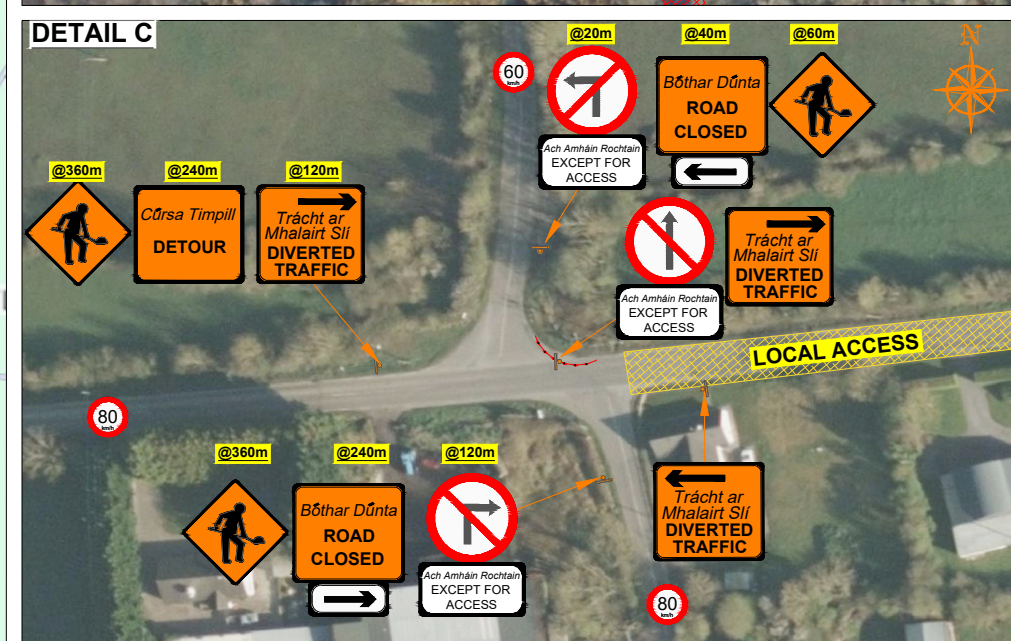 DETAIL C
@20m
@40m
@60m
N
60
km/h
Bóthar Dúnta
ROAD
CLOSED
Ach Amháin Rochtain
EXCEPT FOR
ACCESS
@360m
@240m
@120m
Cúrsa Timpill
DETOUR
Trácht ar
Mhalairt Slí
DIVERTED
TRAFFIC
Ach Amháin Rochtain
EXCEPT FOR
ACCESS
Trácht ar
Mhalairt Slí
DIVERTED
TRAFFIC
LOCAL ACCESS
80
km/h
@360m
@240m
@120m
Bóthar Dúnta
ROAD
CLOSED
Ach Amháin Rochtain
EXCEPT FOR
ACCESS
Trácht ar
Mhalairt Slí
DIVERTED
TRAFFIC
80
km/h